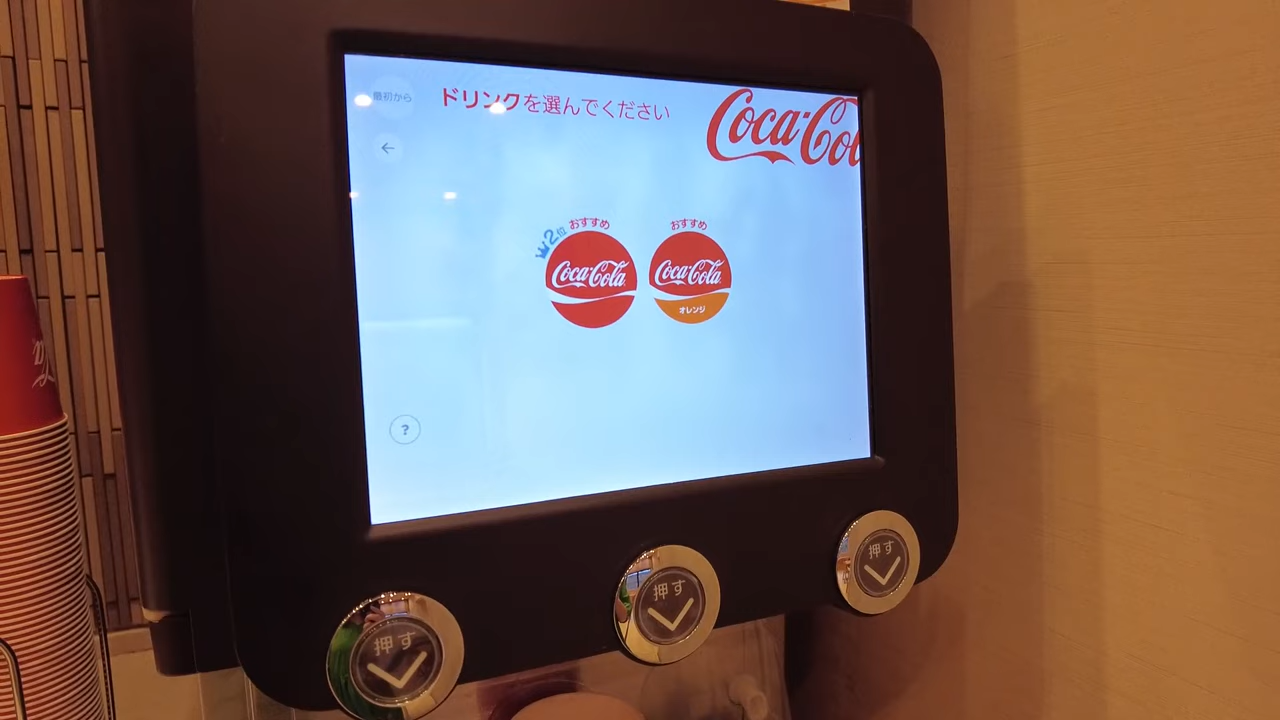 最初から
ドリンクを選んでください
Coca-Col
←
2位
おすすめ
Coca-Cola
おすすめ
Coca-Cola
オレンジ
?
押す
押す
押す